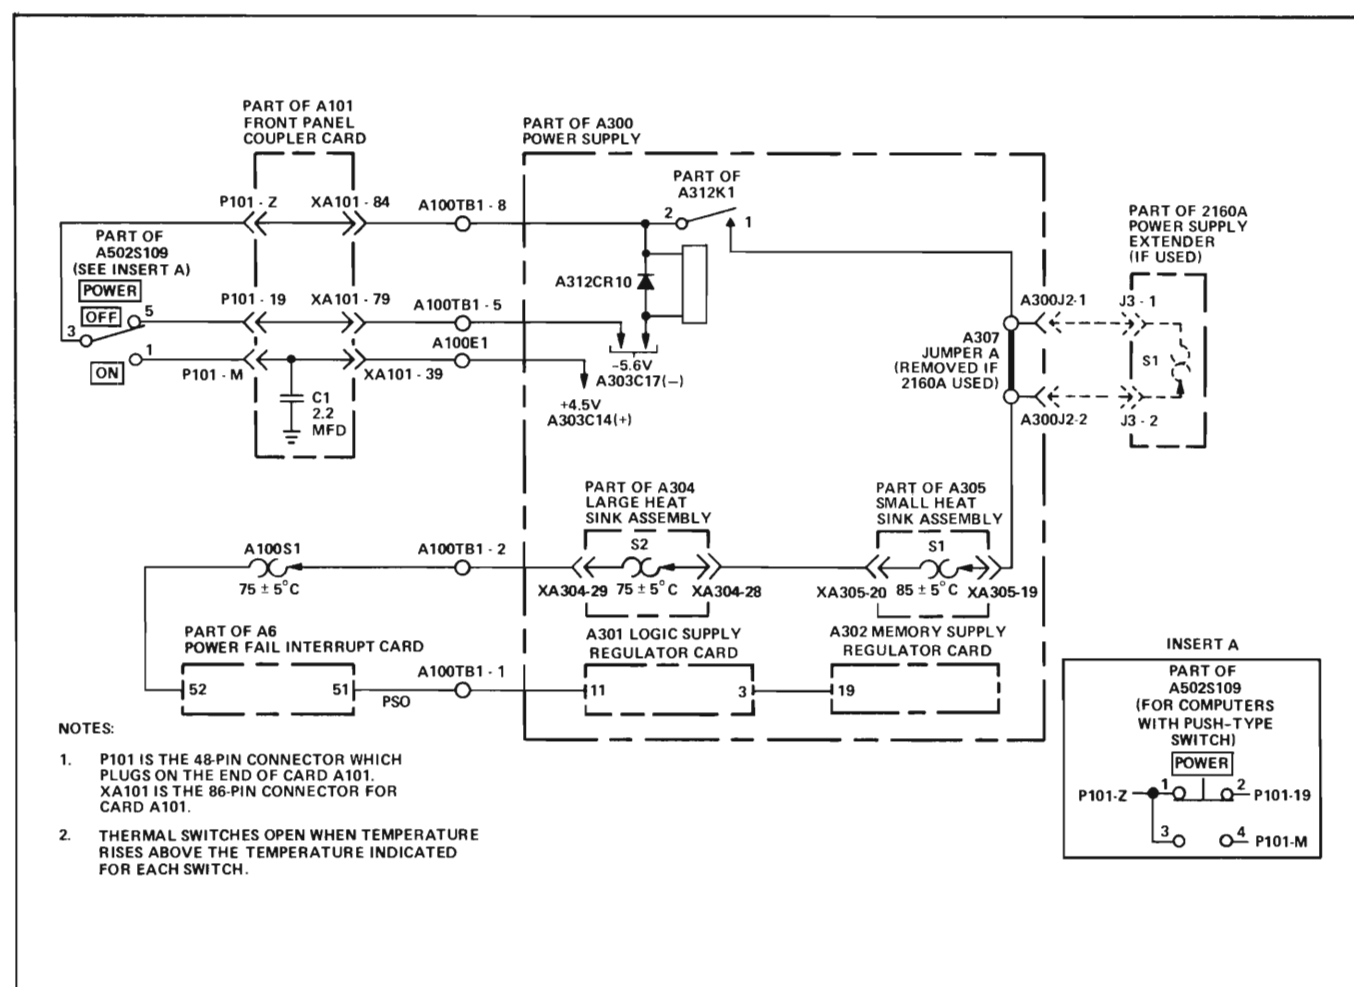 PART OF A101
FRONT PANEL
COUPLER CARD
PART OF A300
POWER SUPPLY
PART OF
A312K1
P101 - Z
XA101 - 84
A100TB1 - 8
2
1
PART OF 2160A
POWER SUPPLY
EXTENDER
(IF USED)
PART OF
A502S109
(SEE INSERT A)
POWER
OFF
5
3
1
ON
P101 - 19
XA101 - 79
A100TB1 - 5
A312CR10
A100E1
P101 - M
XA101 - 39
C1
2.2
MFD
-5.6V
A303C17(-)
+4.5V
A303C14(+)
A300J2-1
J3 - 1
A307
JUMPER A
(REMOVED IF
2160A USED)
S1
A300J2-2
J3 - 2
PART OF A304
LARGE HEAT
SINK ASSEMBLY
PART OF A305
SMALL HEAT
SINK ASSEMBLY
A100S1
75 ± 5°C
A100TB1 - 2
S2
75 ± 5°C
XA304-29
XA304-28
S1
85 ± 5°C
XA305-20
XA305-19
PART OF A6
POWER FAIL INTERRUPT CARD
52
51
PSO
A100TB1 - 1
A301 LOGIC SUPPLY
REGULATOR CARD
11
3
A302 MEMORY SUPPLY
REGULATOR CARD
19
INSERT A
PART OF
A502S109
(FOR COMPUTERS
WITH PUSH-TYPE
SWITCH)
POWER
P101-Z
1
2
P101-19
3
4
P101-M
NOTES:
1. P101 IS THE 48-PIN CONNECTOR WHICH
PLUGS ON THE END OF CARD A101.
XA101 IS THE 86-PIN CONNECTOR FOR
CARD A101.
2. THERMAL SWITCHES OPEN WHEN TEMPERATURE
RISES ABOVE THE TEMPERATURE INDICATED
FOR EACH SWITCH.